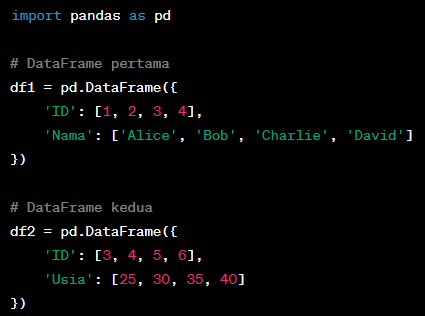 import pandas as pd
# DataFrame pertama
df1 = pd.DataFrame({
    'ID': [1, 2, 3, 4],
    'Nama': ['Alice', 'Bob', 'Charlie', 'David']
})
# DataFrame kedua
df2 = pd.DataFrame({
    'ID': [3, 4, 5, 6],
    'Usia': [25, 30, 35, 40]
})